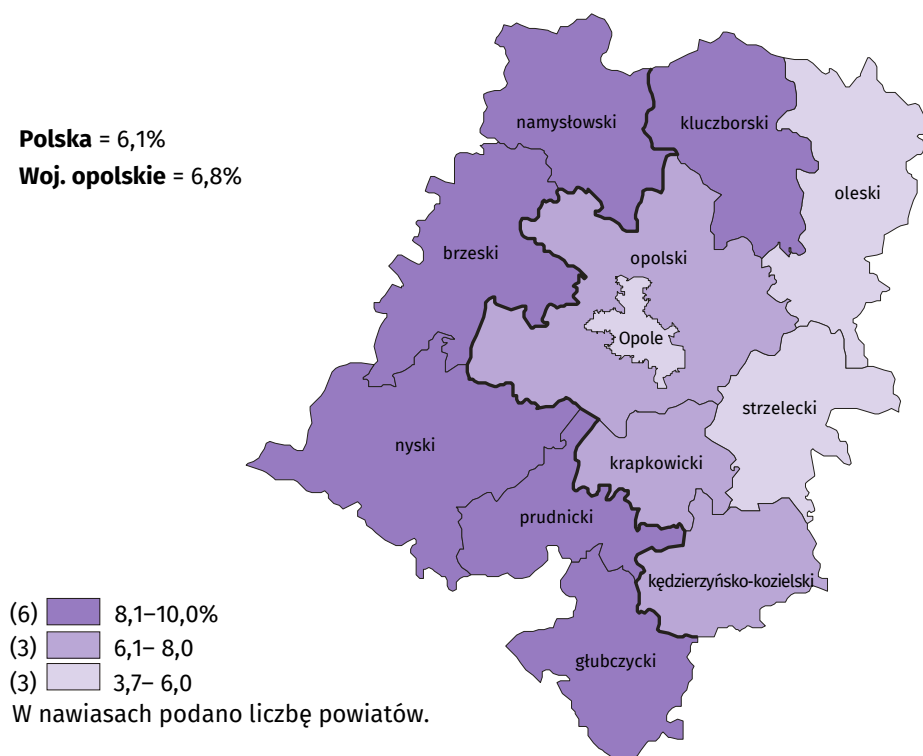 Polska = 6,1%
Woj. opolskie = 6,8%
namysłowski
kluczborski
oleski
brzeski
opolski
Opole
strzelecki
nyski
krapkowicki
prudnicki
kędzierzyńsko-kozielski
głubczycki
(6) 8,1–10,0%
(3) 6,1– 8,0
(3) 3,7– 6,0
W nawiasach podano liczbę powiatów.